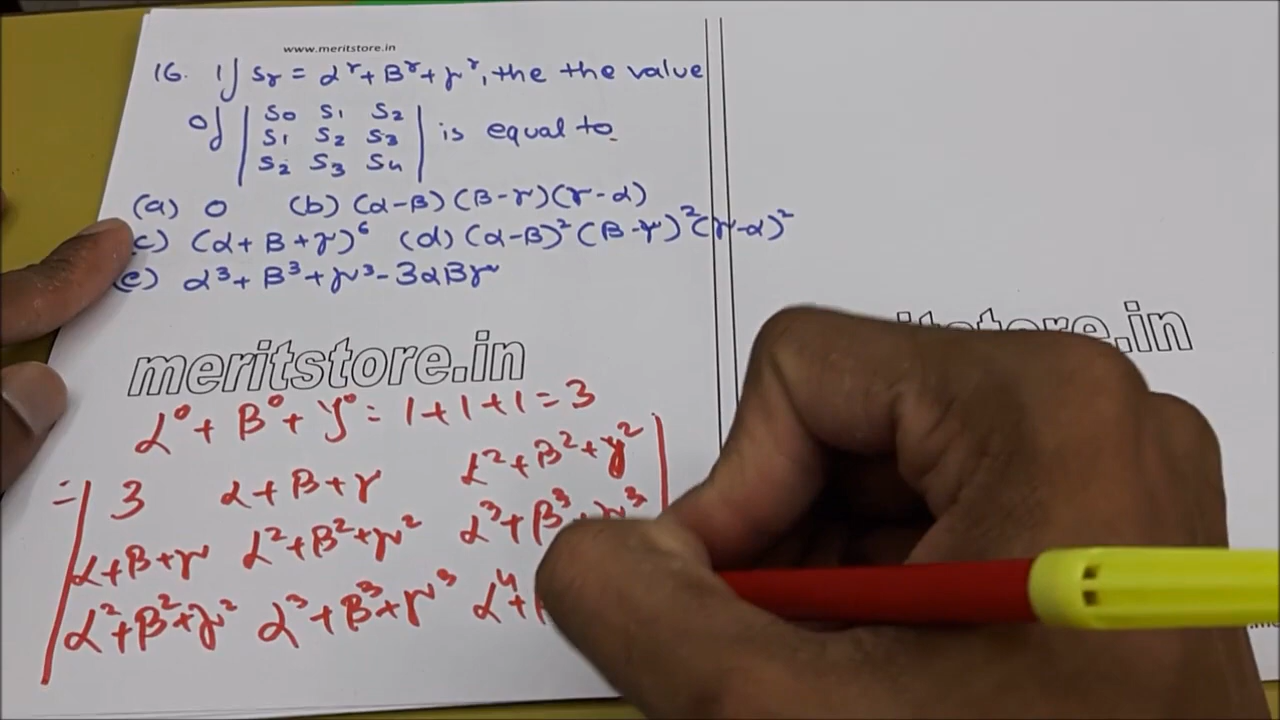 www.meritstore.in
16. If Sr = αʳ + βʳ + γʳ, the the value
of | S0 S1 S2 | is equal to
| S1 S2 S3 |
| S2 S3 S4 |
(a) 0 (b) (α-β) (β-γ) (γ-α)
(c) (α+β+γ)⁶ (d) (α-β)² (β-γ)² (γ-α)²
(e) α³+β³+γ³-3αβγ
meritstore.in
α⁰ + β⁰ + γ⁰ = 1+1+1 = 3
= | 3 α+β+γ α²+β²+γ² |
α+β+γ α²+β²+γ² α³+β³+γ³
α²+β²+γ² α³+β³+γ³ α⁴+β
.in